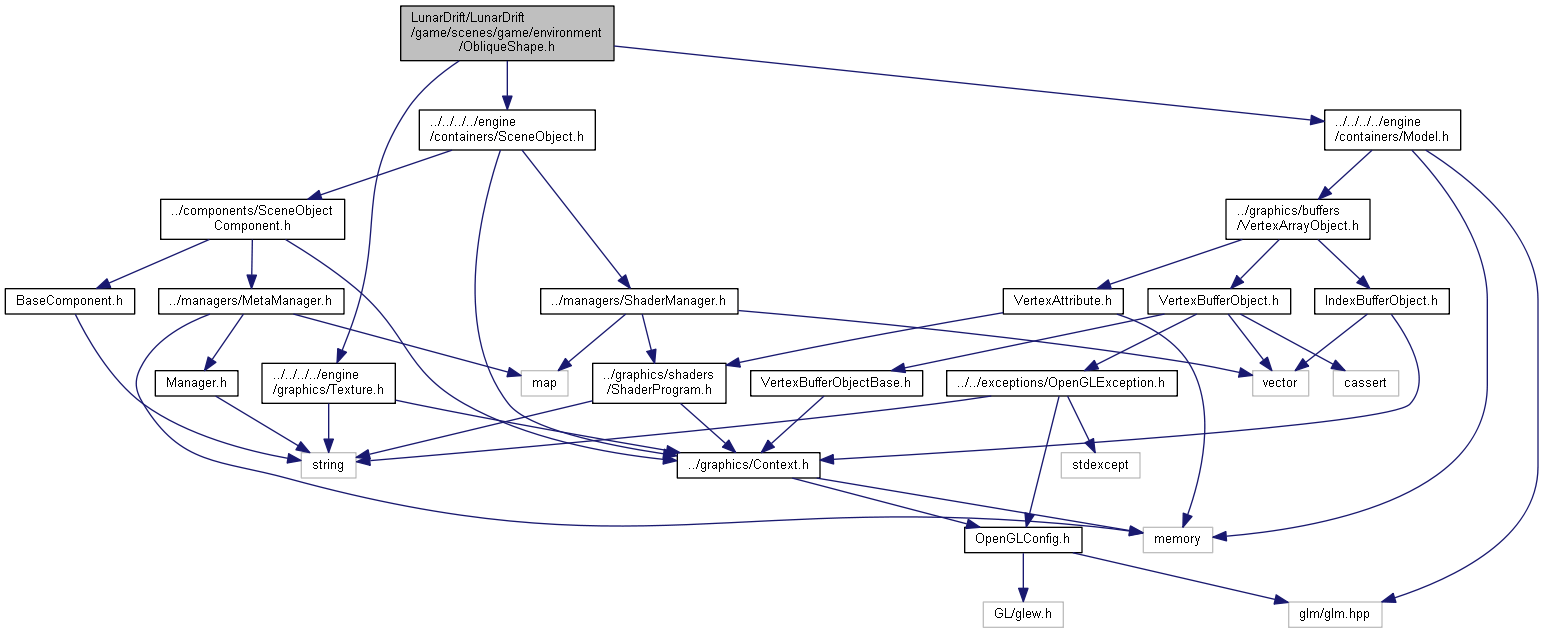 LunarDrift/LunarDrift
/game/scenes/game/environment
/ObliqueShape.h
../../../../engine
/containers/SceneObject.h
../../../../engine
/containers/Model.h
../components/SceneObject
Component.h
../graphics/buffers
/VertexArrayObject.h
BaseComponent.h
../managers/MetaManager.h
../managers/ShaderManager.h
VertexAttribute.h
VertexBufferObject.h
IndexBufferObject.h
Manager.h
../../../../engine
/graphics/Texture.h
map
../graphics/shaders
/ShaderProgram.h
VertexBufferObjectBase.h
../../exceptions/OpenGLException.h
vector
cassert
string
../graphics/Context.h
stdexcept
OpenGLConfig.h
memory
GL/glew.h
glm/glm.hpp